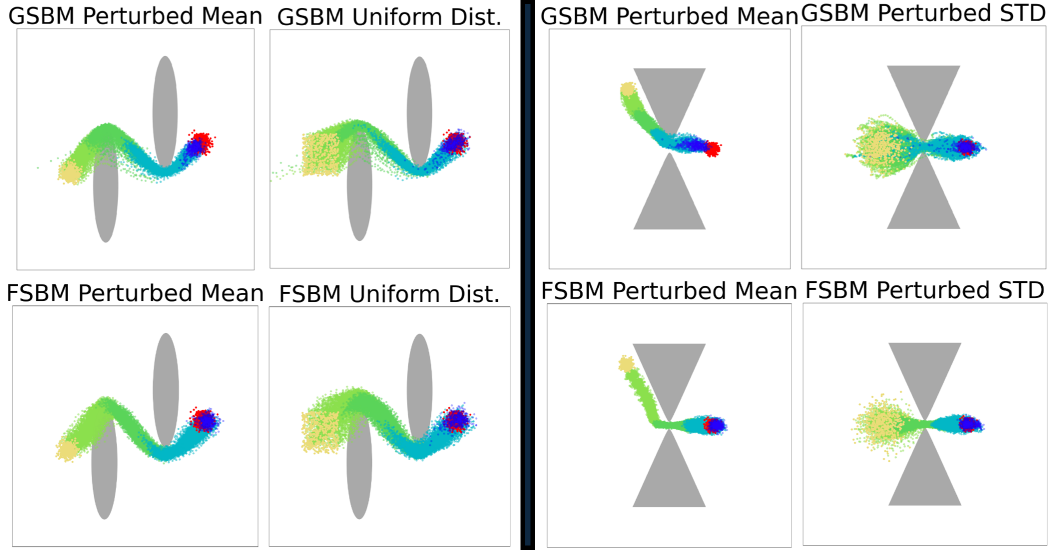 GSBM Perturbed Mean
GSBM Uniform Dist.
GSBM Perturbed Mean
GSBM Perturbed STD
FSBM Perturbed Mean
FSBM Uniform Dist.
FSBM Perturbed Mean
FSBM Perturbed STD